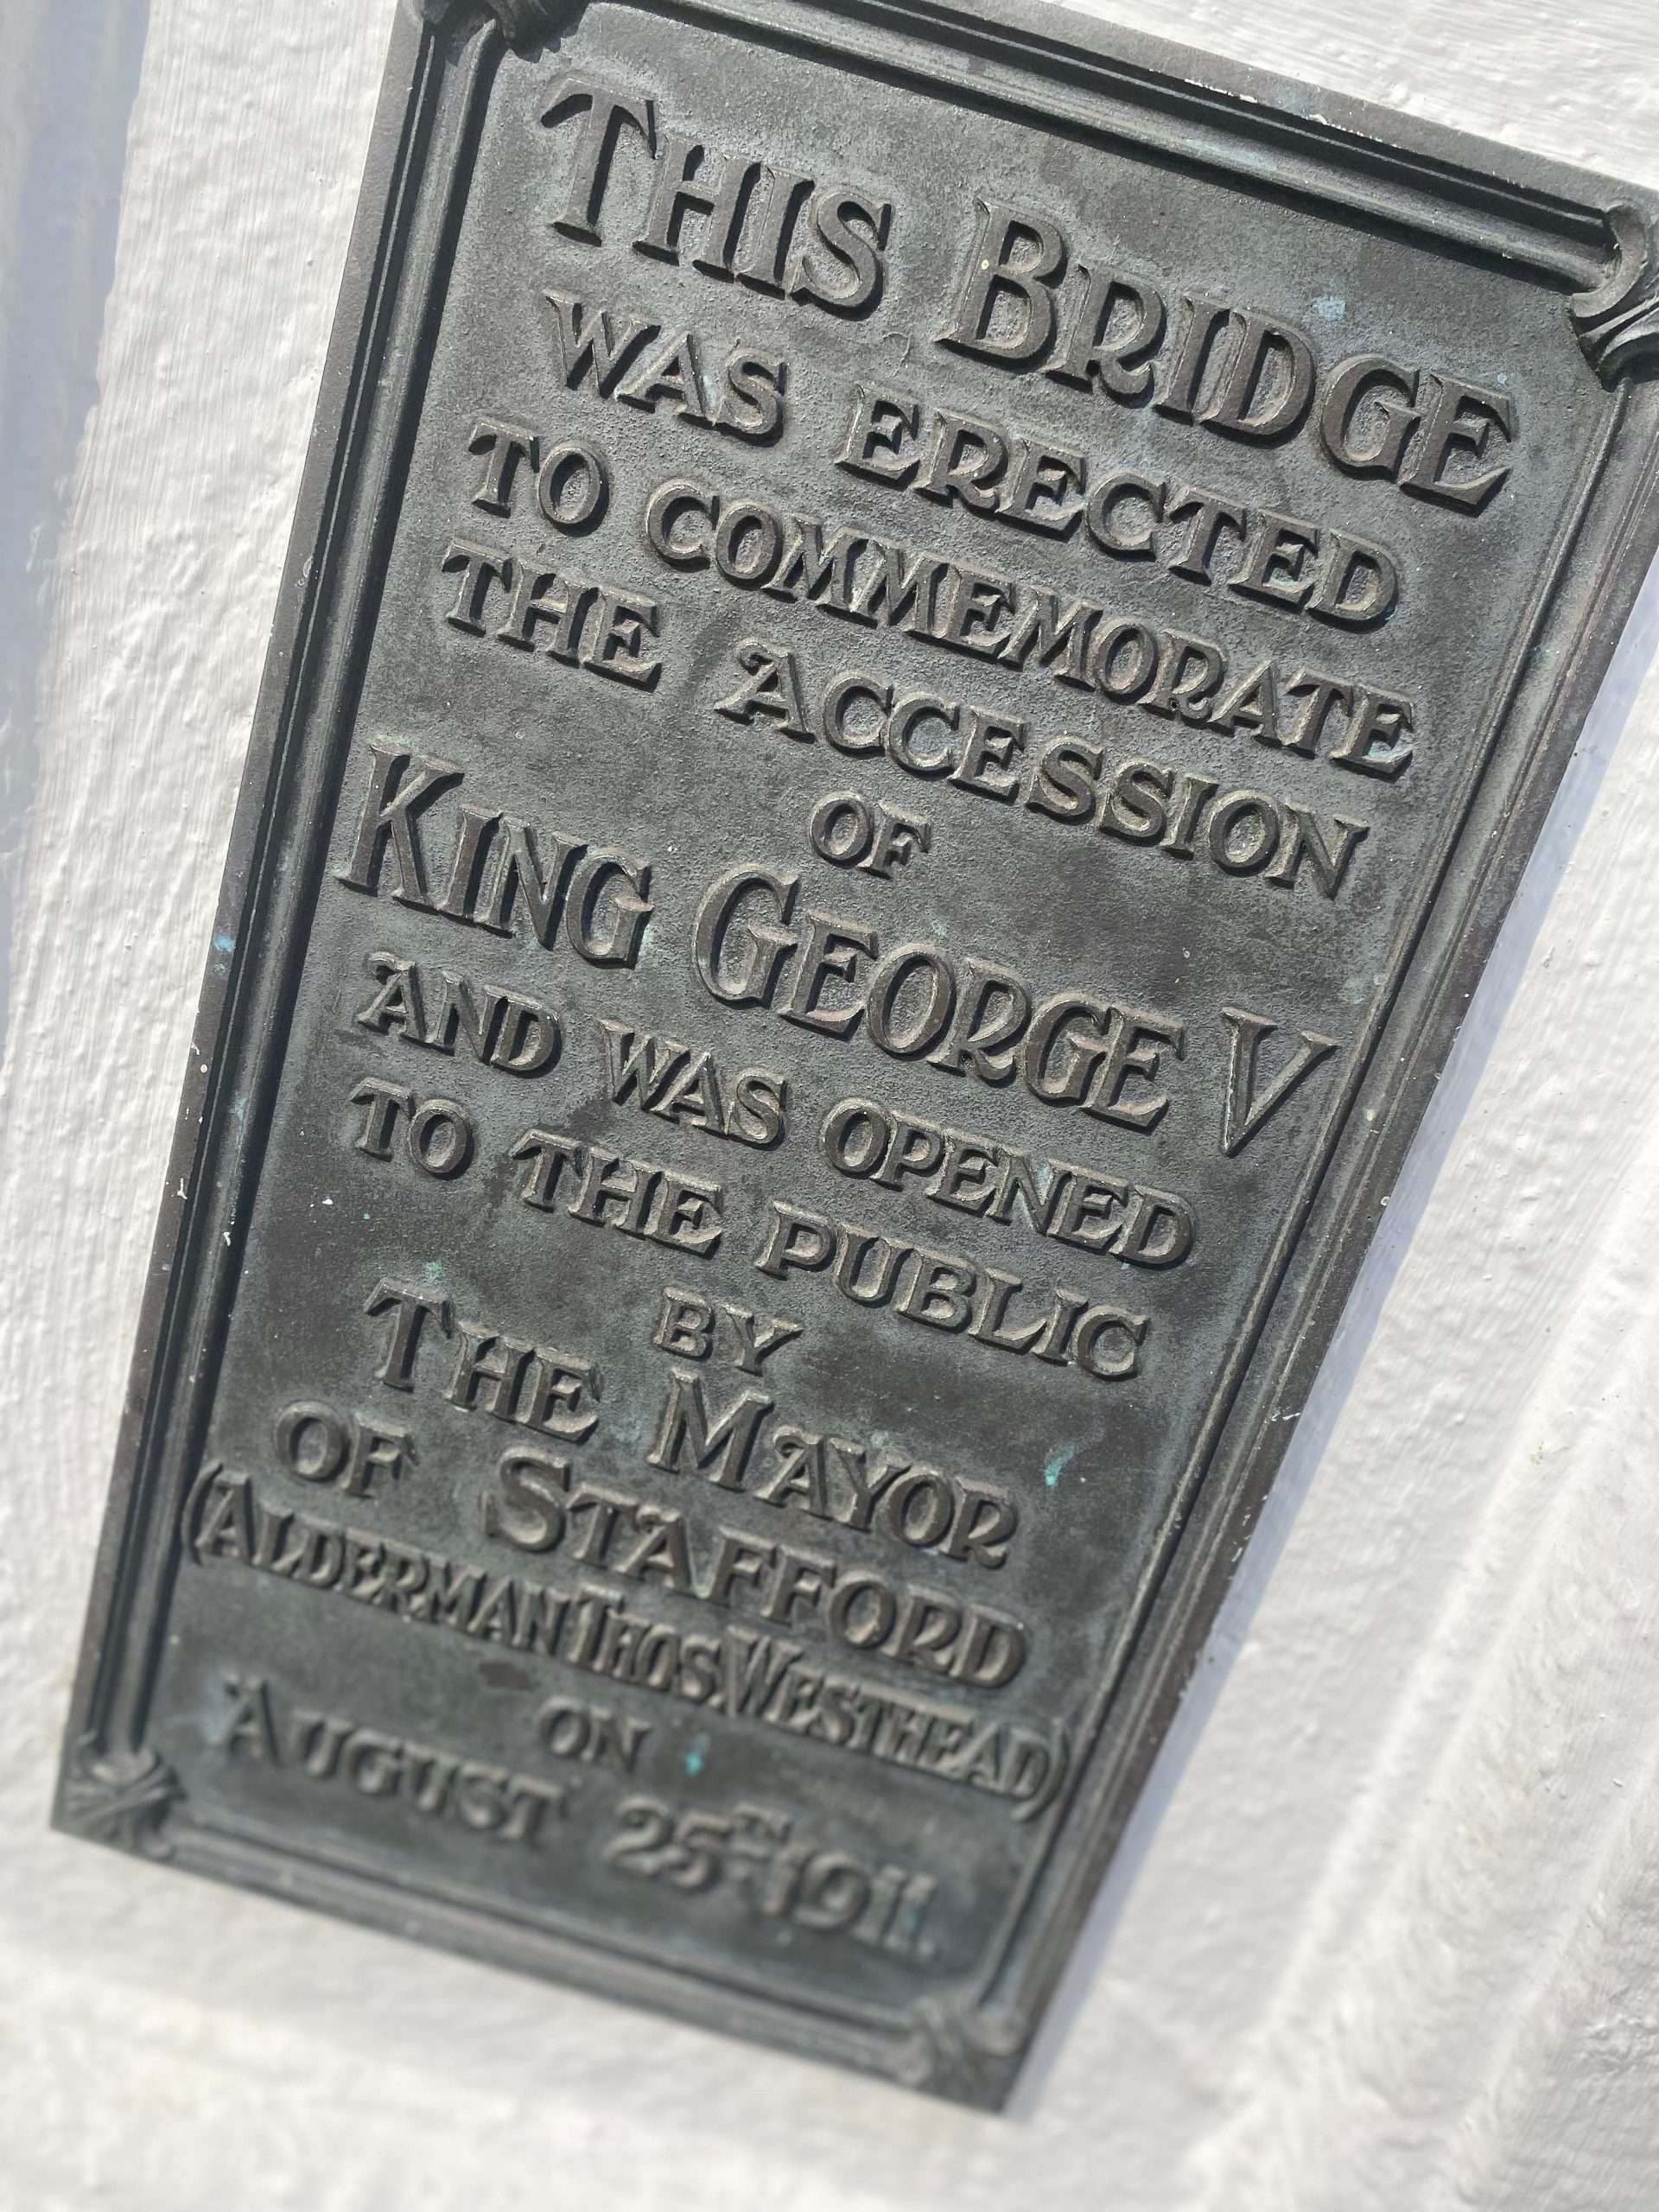 THIS BRIDGE
WAS ERECTED
TO COMMEMORATE
THE ACCESSION
OF
KING GEORGE V
AND WAS OPENED
TO THE PUBLIC
BY
THE MAYOR
OF STAFFORD
(ALDERMAN THOS. WESTHEAD)
ON
AUGUST 25TH 1911.